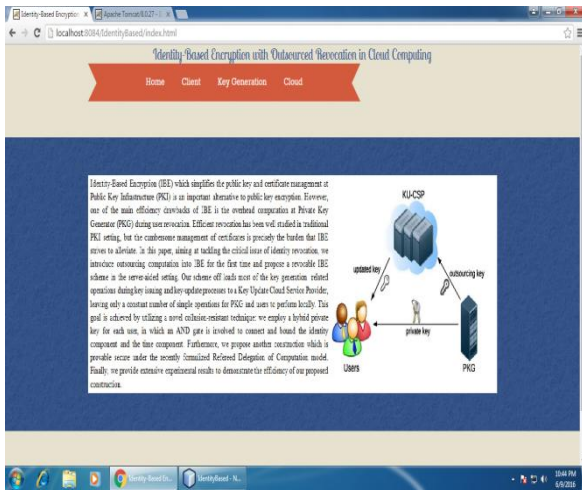 Identity-Based Encryption
Apache Tomcat/8.0.27 -
localhost:8084/IdentityBased/index.html
Identity-Based Encryption with Outsourced Revocation in Cloud Computing
Home Client Key Generation Cloud
Identity-Based Encryption (IBE) which simplifies the public key and certificate management at
Public Key Infrastructure (PKI) is an important alternative to public key encryption. However,
one of the main efficiency drawbacks of IBE is the overhead computation at Private Key
Generator (PKG) during user revocation. Efficient revocation has been well studied in traditional
PKI setting, but the cumbersome management of certificates is precisely the burden that IBE
strives to alleviate. In this paper, aiming at tackling the critical issue of identity revocation, we
introduce outsourcing computation into IBE for the first time and propose a revocable IBE
scheme in the server-aided setting. Our scheme off loads most of the key generation related
operations during key-issuing and key-update processes to a Key Update Cloud Service Provider,
leaving only a constant number of simple operations for PKG and users to perform locally. This
goal is achieved by utilizing a novel collusion-resistant technique: we employ a hybrid private
key for each user, in which an AND gate is involved to connect and bound the identity
component and the time component. Furthermore, we propose another construction which is
provable secure under the recently formulized Refereed Delegation of Computation model.
Finally, we provide extensive experimental results to demonstrate the efficiency of our proposed
construction.
KU-CSP
updated key
outsourcing key
private key
Users
PKG
Identity-Based En...
IdentityBased - N...
10:44 PM
6/9/2016